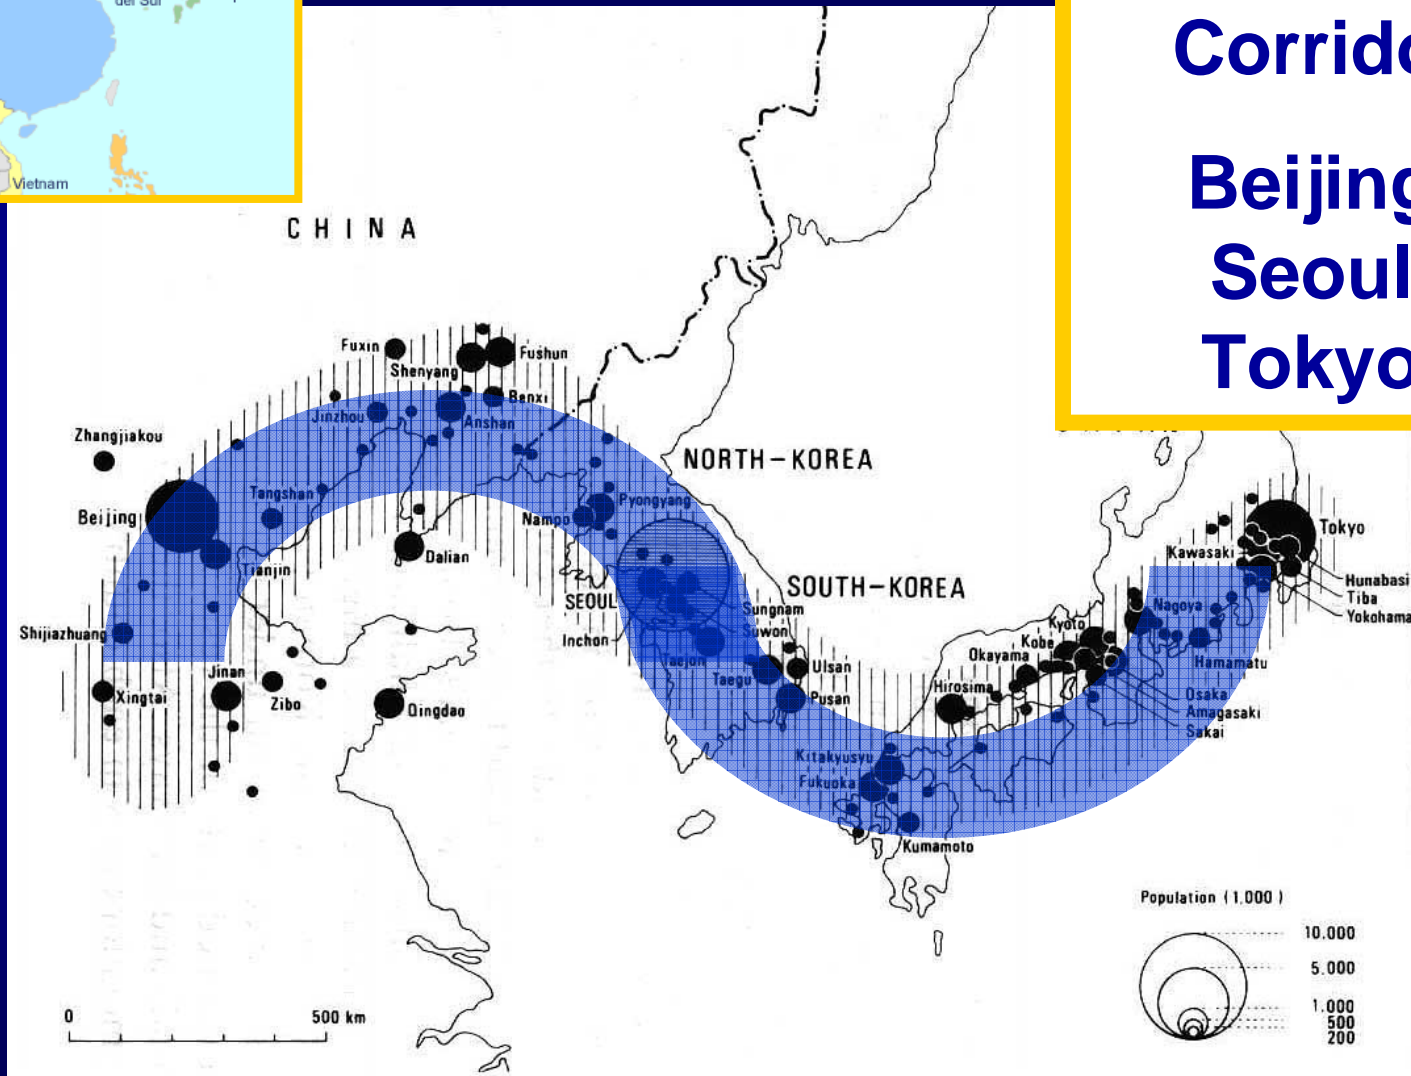 Vietnam
Corrido
Beijing
Seoul
Tokyo
CHINA
Fuxin
Shenyang
Fushun
Benxi
Jinzhou
Anshan
Zhangjiakou
NORTH-KOREA
Tangshan
Pyongyang
Beijing
Nampo
Tokyo
Dalian
Kawasaki
Tianjin
SOUTH-KOREA
Hunabasi
SEOUL
Tiba
Sungnam
Nagoya
Yokohama
Shijiazhuang
Inchon
Suwon
Kyoto
Kobe
Taejon
Okayama
Hamamatu
Jinan
Ulsan
Taegu
Xingtai
Zibo
Qingdao
Pusan
Hirosima
Osaka
Amagasaki
Sakai
Kitakyusyu
Fukuoka
Kumamoto
Population (1.000)
10.000
5.000
1.000
500
200
0
500 km